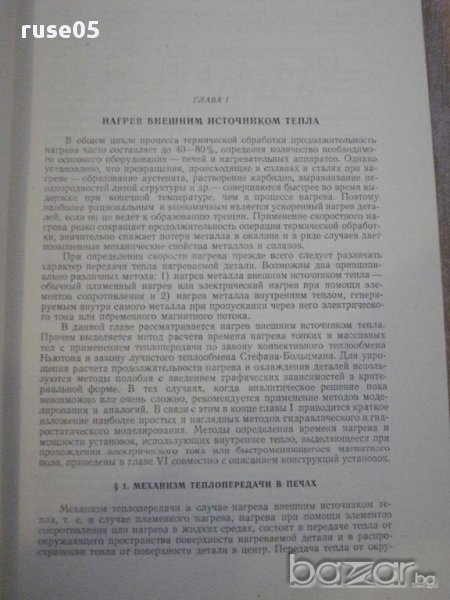 ruse05
ГЛАВА I
НАГРЕВ ВНЕШНИМ ИСТОЧНИКОМ ТЕПЛА
В общем цикле процесса термической обработки продолжительность
нагрева часто составляет до 40—80%, определяя количество необходимо-
го основного оборудования — печей и нагревательных аппаратов. Однако
установлено, что превращения, происходящие в сплавах и сталях при на-
греве — образование аустенита, растворение карбидов, выравнивание не-
однородностей литой структуры и др.— совершаются быстрее во время вы-
держки при конечной температуре, чем в процессе нагрева. Поэтому
наиболее рациональным и экономичным является ускоренный нагрев дета-
лей, если он не ведет к образованию трещин. Применение скоростного на-
грева резко сокращает продолжительность операции термической обработ-
ки, значительно снижает потери металла в окалине и в ряде случаев дает
повышенные механические свойства металлов и сплавов.
При определении скорости нагрева прежде всего следует различать
характер передачи тепла нагреваемой детали. Возможны два принципи-
ально различных метода: 1) нагрев металла внешним источником тепла —
обычный пламенный нагрев или электрический нагрев при помощи элемен-
тов сопротивления и 2) нагрев металла внутренним теплом, генерируе-
мым внутри самого металла при пропускании через него электрическо-
го тока или переменного магнитного потока.
В данной главе рассматривается нагрев внешним источником тепла.
Причем выделяется метод расчета времени нагрева тонких и массивных
тел с применением теплопередачи по закону конвективного теплообмена
Ньютона и закону лучистого теплообмена Стефана-Больцмана. Для упро-
щения расчета продолжительности нагрева и охлаждения деталей исполь-
зуются методы подобия с введением графических зависимостей в крите-
риальной форме. В тех случаях, когда аналитическое решение пока
невозможно или очень сложно, рекомендуется применение методов моде-
лирования и аналогий. В связи с этим в конце главы I приводится краткое
изложение наиболее простых и наглядных методов гидравлического и гид-
ростатического моделирования. Методы определения времени нагрева и
мощности установок, использующих внутреннее тепло, выделяющееся при
прохождении электрического тока или быстроменяющегося магнитного
поля, приведены в главе VI совместно с описанием конструкций установок.
§ 1. МЕХАНИЗМ ТЕПЛОПЕРЕДАЧИ В ПЕЧАХ
Механизм теплопередачи в случае нагрева внешним источником те-
пла, т. е. в случае пламенного нагрева, нагрева при помощи элементов
сопротивления или нагрева в жидких средах, состоит в передаче тепла от
окружающего пространства поверхности нагреваемой детали и в распро-
странении тепла от поверхности детали в центр. Передача тепла от окру-
bazar.bg